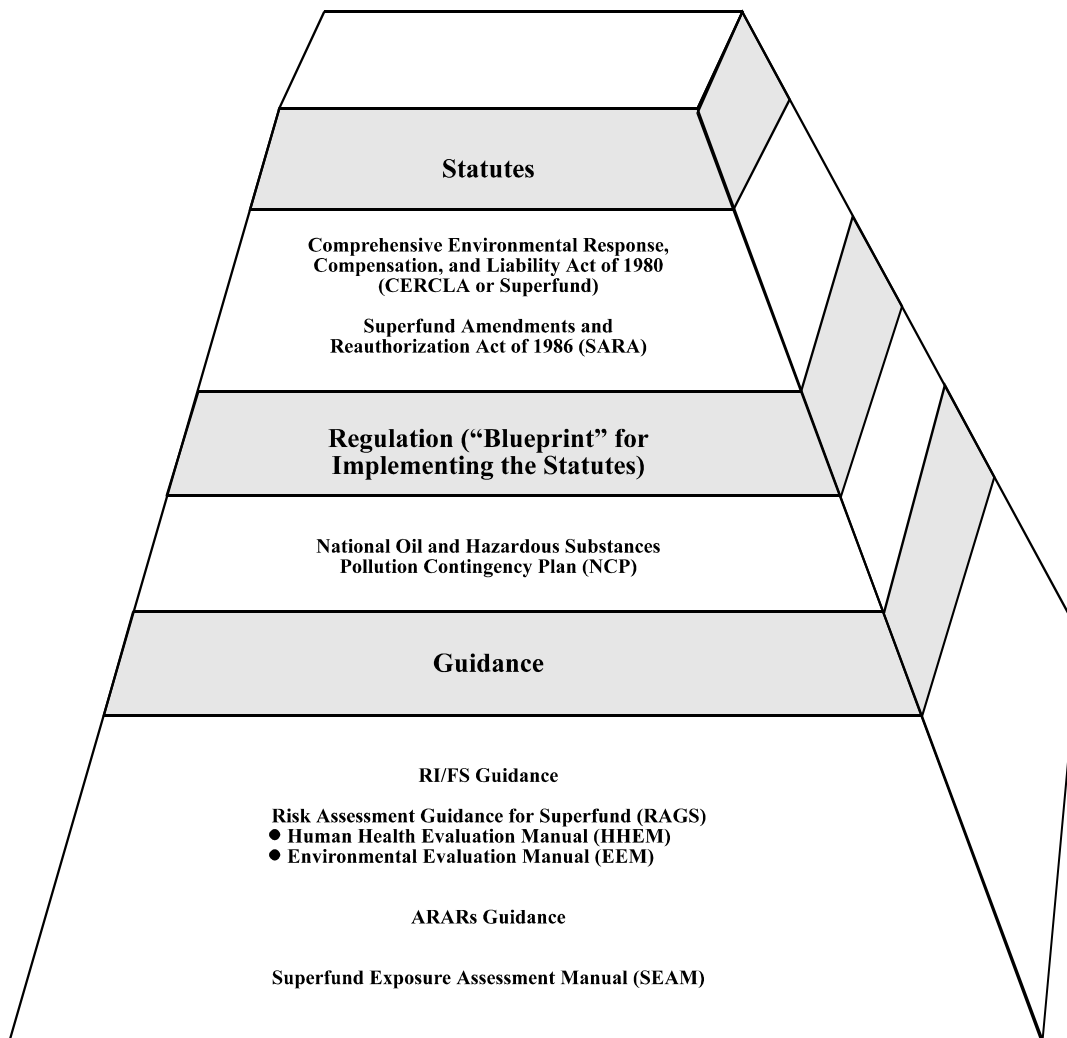 Statutes
Comprehensive Environmental Response,
Compensation, and Liability Act of 1980
(CERCLA or Superfund)
Superfund Amendments and
Reauthorization Act of 1986 (SARA)
Regulation (“Blueprint” for
Implementing the Statutes)
National Oil and Hazardous Substances
Pollution Contingency Plan (NCP)
Guidance
RI/FS Guidance
Risk Assessment Guidance for Superfund (RAGS)
● Human Health Evaluation Manual (HHEM)
● Environmental Evaluation Manual (EEM)
ARARs Guidance
Superfund Exposure Assessment Manual (SEAM)